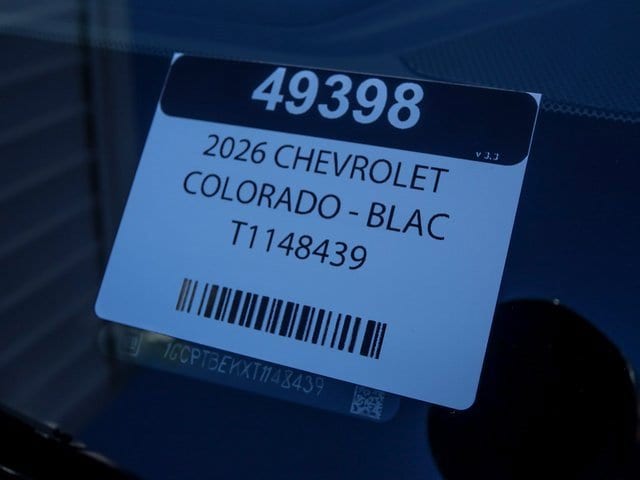 49398
v 3.3
2026 CHEVROLET
COLORADO - BLAC
T1148439
1GCPTBEKXT1148439